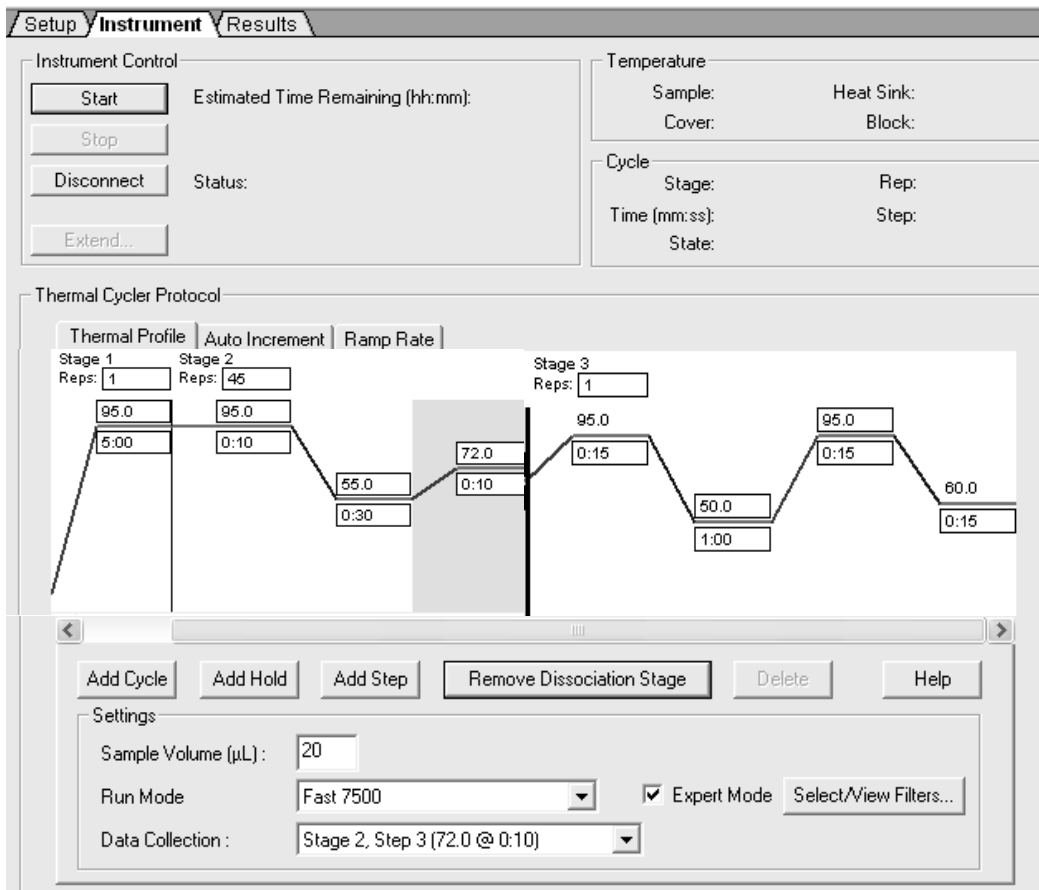 Setup Instrument Results
Instrument Control
Start Estimated Time Remaining (hh:mm):
Stop
Disconnect Status:
Extend...
Temperature
Sample: Heat Sink:
Cover: Block:
Cycle
Stage: Rep:
Time (mm:ss): Step:
State:
Thermal Cycler Protocol
Thermal Profile Auto Increment Ramp Rate
Stage 1 Stage 2 Stage 3
Reps: 1 Reps: 45 Reps: 1
95.0 95.0 95.0 95.0
5:00 0:10 0:15 0:15
72.0
0:10
55.0 60.0
0:30 0:15
50.0
1:00
Add Cycle Add Hold Add Step Remove Dissociation Stage Delete Help
Settings
Sample Volume (µL) : 20
Run Mode Fast 7500 Expert Mode Select/View Filters...
Data Collection : Stage 2, Step 3 (72.0 @ 0:10)